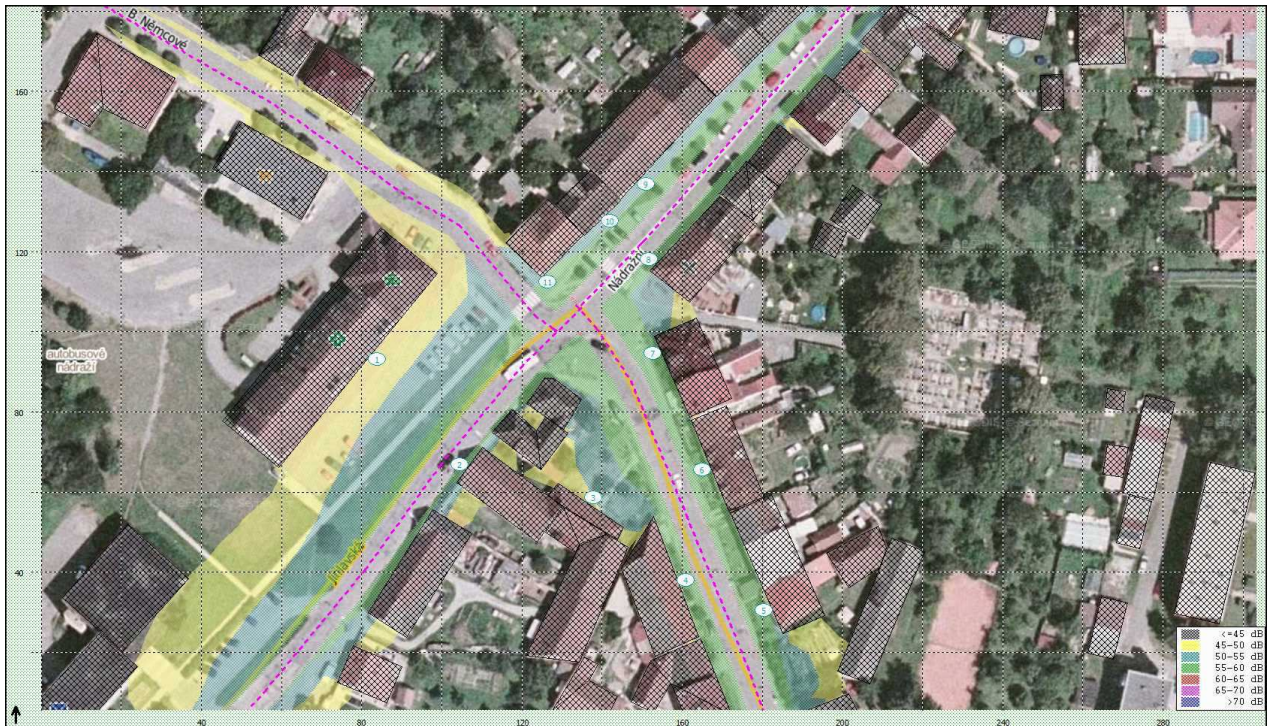 B. Němcové
160
9
10
120
8
Nádražní
11
autobusové
nádraží
1
7
80
2
6
3
Jihlavská
40
4
5
<=45 dB
45-50 dB
50-55 dB
55-60 dB
60-65 dB
65-70 dB
>70 dB
40
80
120
160
200
240
280